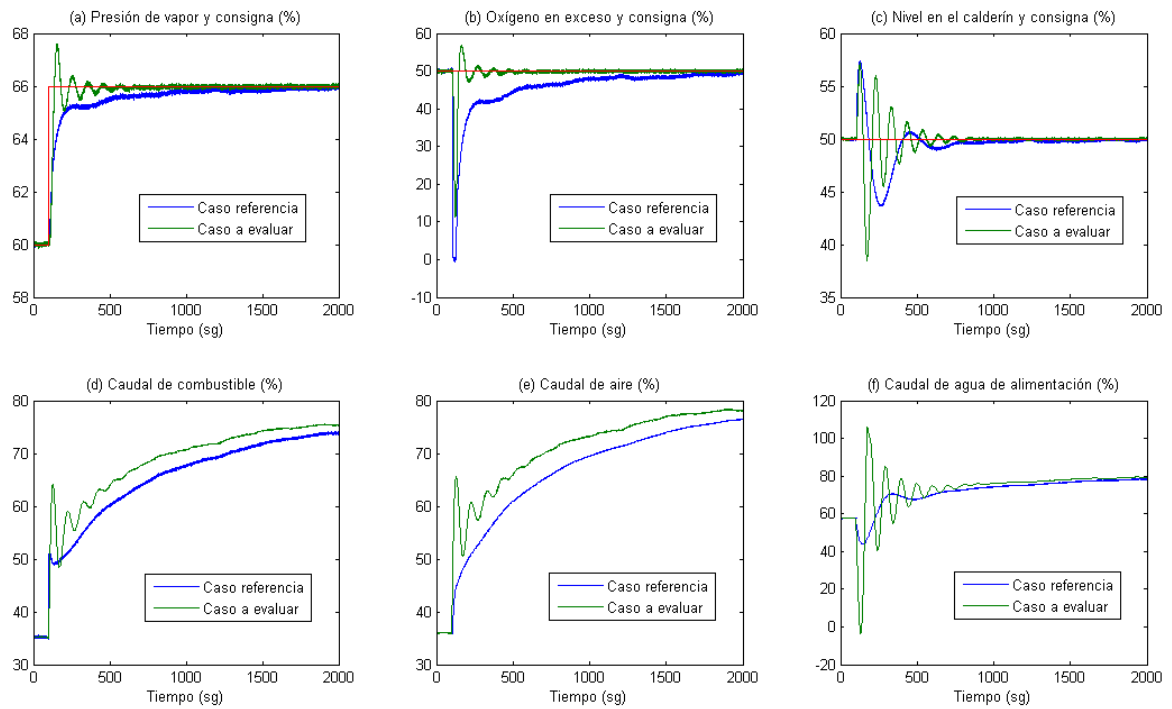 (a) Presión de vapor y consigna (%)
68
66
64
62
60
58
0
500
1000
1500
2000
Tiempo (sg)
Caso referencia
Caso a evaluar
(b) Oxígeno en exceso y consigna (%)
60
50
40
30
20
10
0
-10
0
500
1000
1500
2000
Tiempo (sg)
Caso referencia
Caso a evaluar
(c) Nivel en el calderín y consigna (%)
60
55
50
45
40
35
0
500
1000
1500
2000
Tiempo (sg)
Caso referencia
Caso a evaluar
(d) Caudal de combustible (%)
80
70
60
50
40
30
0
500
1000
1500
2000
Tiempo (sg)
Caso referencia
Caso a evaluar
(e) Caudal de aire (%)
80
70
60
50
40
30
0
500
1000
1500
2000
Tiempo (sg)
Caso referencia
Caso a evaluar
(f) Caudal de agua de alimentación (%)
120
100
80
60
40
20
0
-20
0
500
1000
1500
2000
Tiempo (sg)
Caso referencia
Caso a evaluar